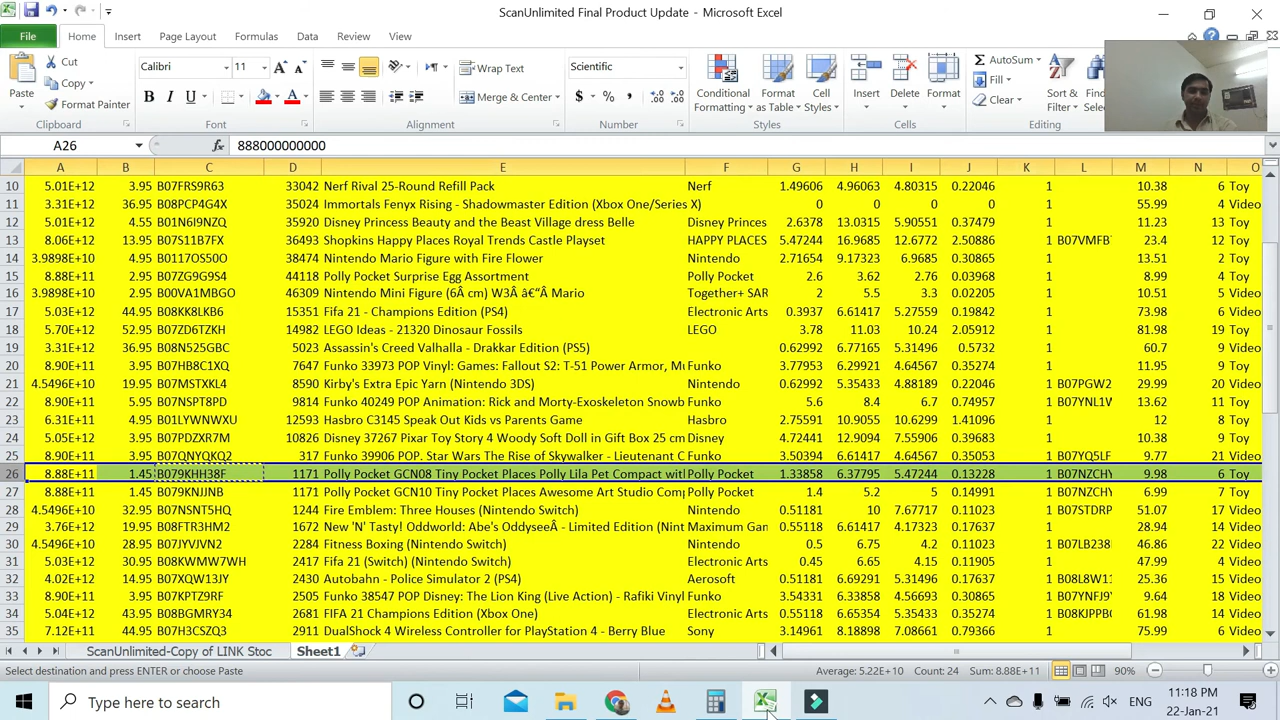 ScanUnlimited Final Product Update - Microsoft Excel
File Home Insert Page Layout Formulas Data Review View
Paste Cut Copy Format Painter Clipboard
Calibri 11 B I U Font
Wrap Text Merge & Center Alignment
Scientific $ % , Number
Conditional Formatting Format as Table Cell Styles Styles
Insert Delete Format Cells
AutoSum Fill Clear Sort & Filter Editing
A26 fx 888000000000
A B C D E F G H I J K L M N O
10 5.01E+12 3.95 B07FRS9R63 33042 Nerf Rival 25-Round Refill Pack Nerf 1.49606 4.96063 4.80315 0.22046 1 10.38 6 Toy
11 3.31E+12 36.95 B08PCP4G4X 35024 Immortals Fenyx Rising - Shadowmaster Edition (Xbox One/Series X) 0 0 0 0 1 55.99 4 Video
12 5.01E+12 4.55 B01N6I9NZQ 35920 Disney Princess Beauty and the Beast Village dress Belle Disney Princes 2.6378 13.0315 5.90551 0.37479 1 11.23 13 Toy
13 8.06E+12 13.95 B07S11B7FX 36493 Shopkins Happy Places Royal Trends Castle Playset HAPPY PLACES 5.47244 16.9685 12.6772 2.50886 1 B07VMFB 23.4 12 Toy
14 3.9898E+10 4.95 B0117OS50O 38474 Nintendo Mario Figure with Fire Flower Nintendo 2.71654 9.17323 6.9685 0.30865 1 13.51 2 Toy
15 8.88E+11 4.95 B07ZG9G9S4 44118 Polly Pocket Surprise Egg Assortment Polly Pocket 2.6 3.62 2.76 0.03968 1 8.99 4 Toy
16 3.9898E+10 2.95 B00VA1MBGO 46309 Nintendo Mini Figure (6Â cm) W3Â â€“Â Mario Together+ SAR 2 5.5 3.3 0.02205 1 10.51 5 Video
17 5.03E+12 44.95 B08KK8LKB6 15351 Fifa 21 - Champions Edition (PS4) Electronic Arts 0.3937 6.61417 5.27559 0.19842 1 73.98 6 Video
18 5.70E+12 52.95 B07ZD6TZKH 14982 LEGO Ideas - 21320 Dinosaur Fossils LEGO 3.78 11.03 10.24 2.05912 1 81.98 19 Toy
19 3.31E+12 36.95 B08N525GBC 5023 Assassin's Creed Valhalla - Drakkar Edition (PS5) 0.62992 6.77165 5.31496 0.5732 1 60.7 9 Video
20 8.90E+11 3.95 B07HB8C1XQ 7647 Funko 33973 POP Vinyl: Games: Fallout S2: T-51 Power Armor, Mu Funko 3.77953 6.61291 4.64567 0.35274 1 11.95 9 Toy
21 4.5496E+10 19.95 B07MSTXKL4 8590 Kirby's Extra Epic Yarn (Nintendo 3DS) Nintendo 0.62992 5.35433 4.88189 0.22046 1 B07PGW2 29.99 20 Video
22 8.90E+11 5.95 B07NSPT8PD 9814 Funko 40249 POP Animation: Rick and Morty-Exoskeleton Snowb Funko 5.6 8.4 6.7 0.74957 1 B07YNL1V 13.62 11 Toy
23 6.31E+11 4.95 B01LYWNWXU 13593 Hasbro C3145 Speak Out Kids vs Parents Game Hasbro 2.75591 10.9055 10.6299 1.41096 1 12 8 Toy
24 5.05E+12 3.95 B07PDZXR7M 10826 Disney 37267 Pixar Toy Story 4 Woody Soft Doll in Gift Box 25 cm Disney 4.72441 12.9094 7.55906 0.39683 1 10.38 8 Toy
25 8.90E+11 3.95 B07QNYQKQ2 317 Funko 39906 POP. Star Wars The Rise of Skywalker - Lieutenant C Funko 3.50394 6.57751 4.64567 0.35053 1 B07YQ5LF 9.77 21 Video
26 8.88E+11 1.45 B079KHH38F 1171 Polly Pocket GCN08 Tiny Pocket Places Polly Lila Pet Compact with Polly Pocket 1.33858 6.37795 5.47244 0.13228 1 B07NZCHY 9.98 6 Toy
27 8.88E+11 1.45 B079KNJJNB 1171 Polly Pocket GCN10 Tiny Pocket Places Awesome Art Studio Comp Polly Pocket 1.4 5.2 5 0.14991 1 B07NZCHY 6.99 7 Toy
28 4.5496E+10 32.95 B07NSNT5HQ 1244 Fire Emblem: Three Houses (Nintendo Switch) Nintendo 0.55118 10 8 0.11023 1 B07STDRP 51.07 17 Video
29 3.76E+12 19.95 B08FTR3HM2 1672 New 'N' Tasty! Oddworld: Abe's OddyseeÂ - Limited Edition (Nint Maximum Gan 0.55118 6.61417 4.17323 0.17637 1 28.94 14 Video
30 4.5496E+10 28.95 B07JYVJVN2 2284 Fitness Boxing (Nintendo Switch) Nintendo 0.5 6.75 4.2 0.11023 1 B07LB238 46.86 22 Video
31 5.03E+12 30.95 B08KWMW7WH 2417 Fifa 21 (Switch) (Nintendo Switch) Electronic Arts 0.45 6.65 4.15 0.11905 1 47.99 4 Video
32 4.02E+12 14.95 B07XQW13JY 2430 Autobahn - Police Simulator 2 (PS4) Aerosoft 0.51181 6.69291 5.31496 0.17637 1 B08L8W11 25.36 15 Video
33 8.90E+11 3.95 B07KPTZ9RF 2505 Funko 38547 POP Disney: The Lion King (Live Action) - Rafiki Vinyl Funko 3.54331 6.33858 4.56693 0.30865 1 B07YNFJ9 9.64 18 Video
34 5.04E+12 43.95 B08BGMRY34 2681 FIFA 21 Champions Edition (Xbox One) Electronic Arts 0.55118 6.61414 5.35433 0.35274 1 B08KJPPB 61.98 14 Video
35 7.12E+11 44.95 B07H3CSZQ3 2911 DualShock 4 Wireless Controller for PlayStation 4 - Berry Blue Sony 3.14961 8.18898 7.08661 0.79366 1 75.99 6 Video
ScanUnlimited-Copy of LINK Stoc Sheet1
Select destination and press ENTER or choose Paste Average: 5.22E+10 Count: 24 Sum: 8.88E+11 90%
Type here to search ENG 11:18 PM
22-Jan-21